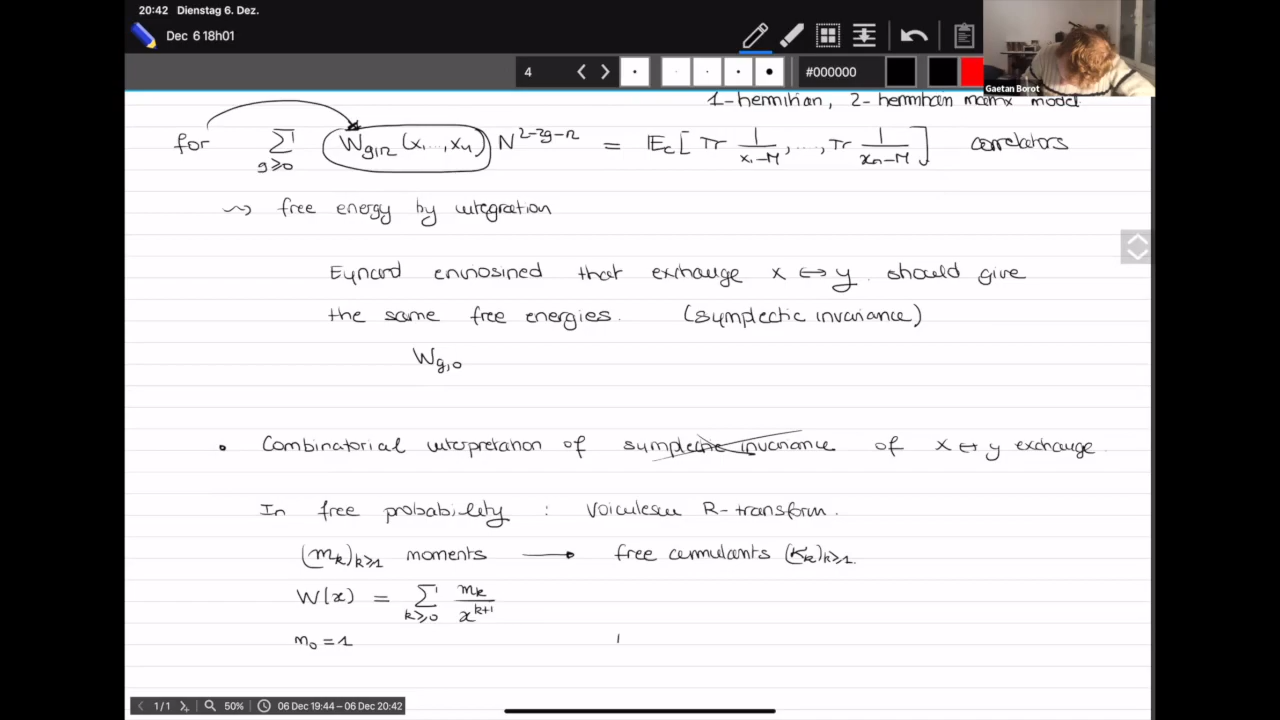 20:42 Dienstag 6. Dez.
Dec 6 18h01
4
#000000
Gaetan Borot
1-hermitian, 2-hermitian matrix model
for Σ_{g≥0} W_{g,n}(x_1,...,x_n) N^{2-2g-n} = E_c[Tr 1/(x_1-M), ..., Tr 1/(x_n-M)] correlators
⇝ free energy by integration
Eynard envisined that exchange x ↔ y should give
the same free energies. (symplectic invariance)
W_{g,0}
• Combinatorial interpretation of symplectic invariance of x ↔ y exchange
In free probability : Voiculescu R-transform.
(m_k)_{k≥1} moments → free cumulants (κ_k)_{k≥1}.
W(x) = Σ_{k≥0} m_k/x^{k+1}
m_0 = 1
1/1
50%
06 Dec 19:44 – 06 Dec 20:42